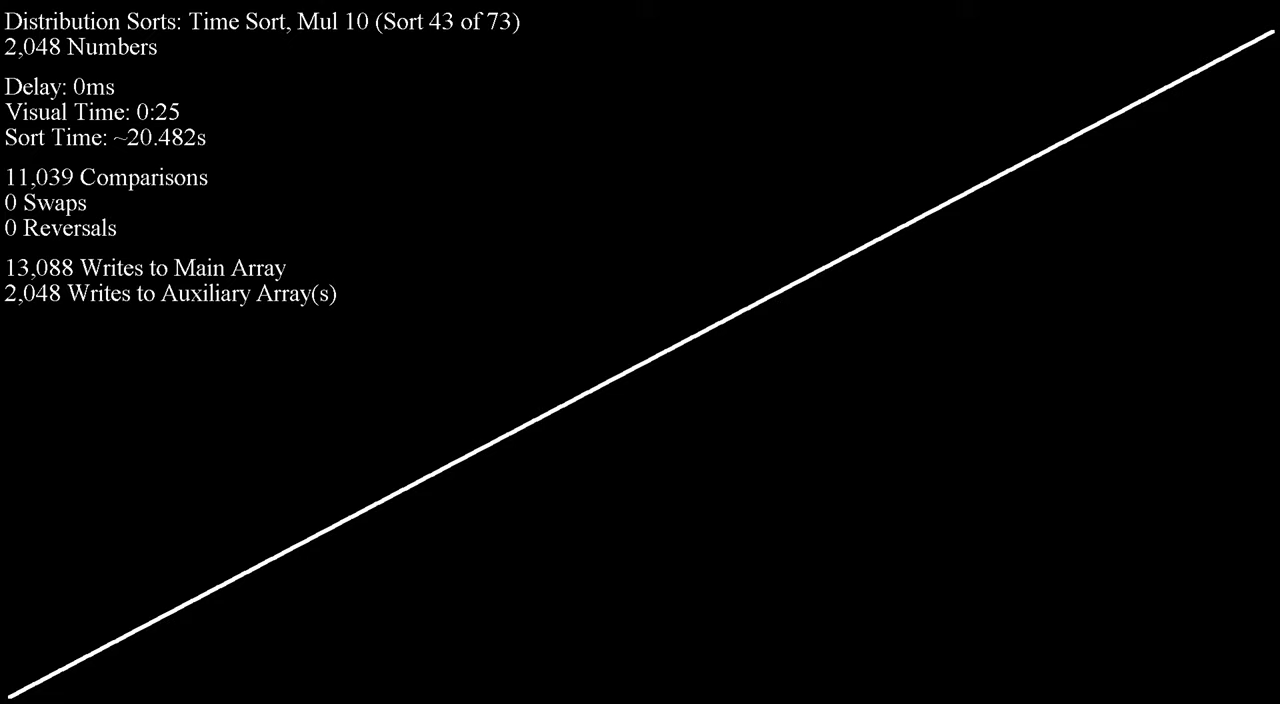 Distribution Sorts: Time Sort, Mul 10 (Sort 43 of 73)
2,048 Numbers
Delay: 0ms
Visual Time: 0:25
Sort Time: ~20.482s
11,039 Comparisons
0 Swaps
0 Reversals
13,088 Writes to Main Array
2,048 Writes to Auxiliary Array(s)